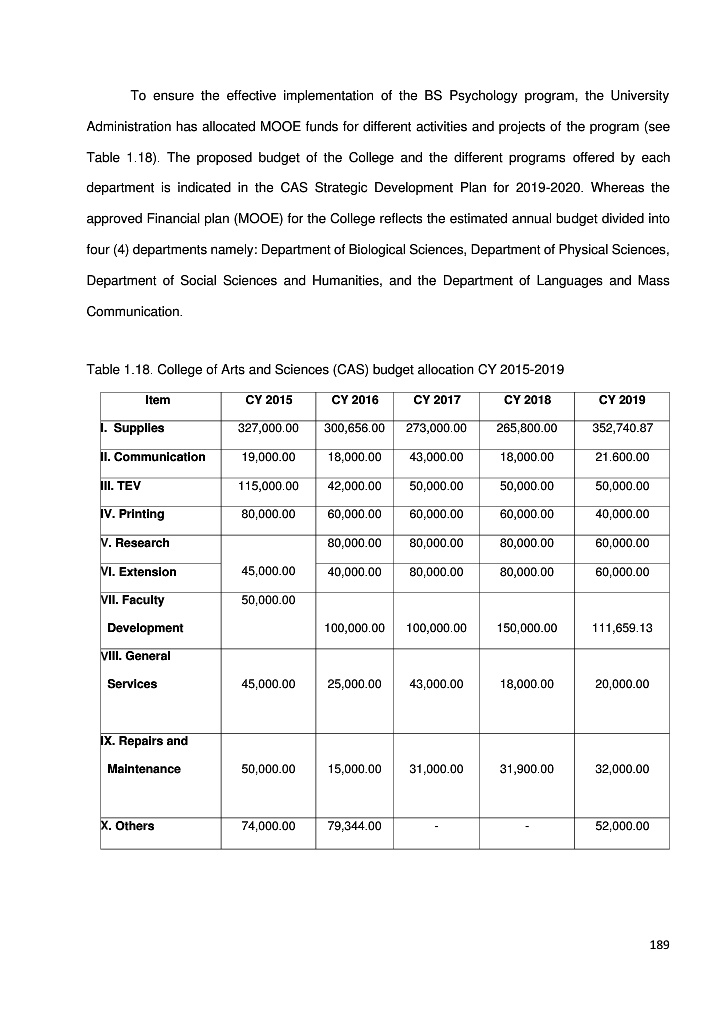 To ensure the effective implementation of the BS Psychology program, the University
Administration has allocated MOOE funds for different activities and projects of the program (see
Table 1.18). The proposed budget of the College and the different programs offered by each
department is indicated in the CAS Strategic Development Plan for 2019-2020. Whereas the
approved Financial plan (MOOE) for the College reflects the estimated annual budget divided into
four (4) departments namely: Department of Biological Sciences, Department of Physical Sciences,
Department of Social Sciences and Humanities, and the Department of Languages and Mass
Communication.
Table 1.18. College of Arts and Sciences (CAS) budget allocation CY 2015-2019
Item CY 2015 CY 2016 CY 2017 CY 2018 CY 2019
I. Supplies 327,000.00 300,656.00 273,000.00 265,800.00 352,740.87
II. Communication 19,000.00 18,000.00 43,000.00 18,000.00 21.600.00
III. TEV 115,000.00 42,000.00 50,000.00 50,000.00 50,000.00
IV. Printing 80,000.00 60,000.00 60,000.00 60,000.00 40,000.00
V. Research 80,000.00 80,000.00 80,000.00 60,000.00
VI. Extension 45,000.00 40,000.00 80,000.00 80,000.00 60,000.00
VII. Faculty 50,000.00
Development 100,000.00 100,000.00 150,000.00 111,659.13
VIII. General
Services 45,000.00 25,000.00 43,000.00 18,000.00 20,000.00
IX. Repairs and
Maintenance 50,000.00 15,000.00 31,000.00 31,900.00 32,000.00
X. Others 74,000.00 79,344.00 - - 52,000.00
189